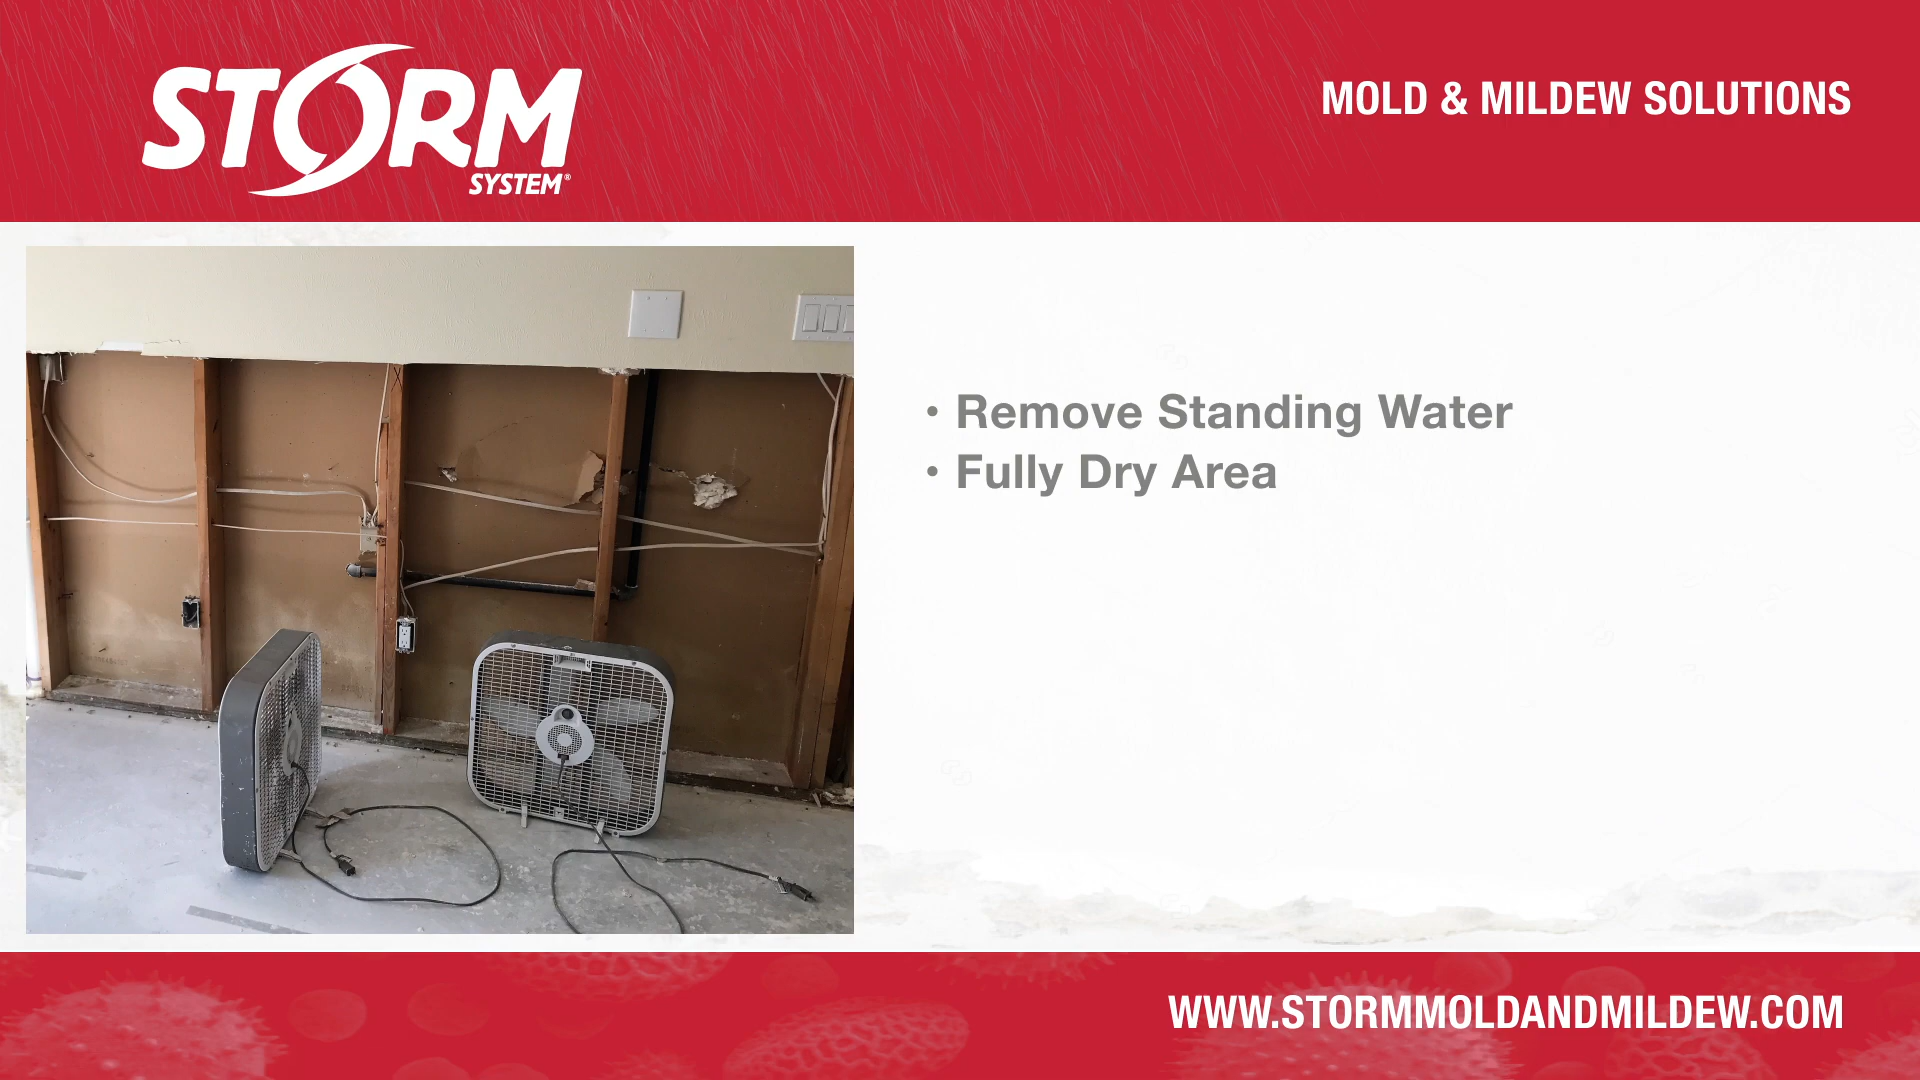 STORM
SYSTEM®
MOLD & MILDEW SOLUTIONS
• Remove Standing Water
• Fully Dry Area
WWW.STORMMOLDANDMILDEW.COM